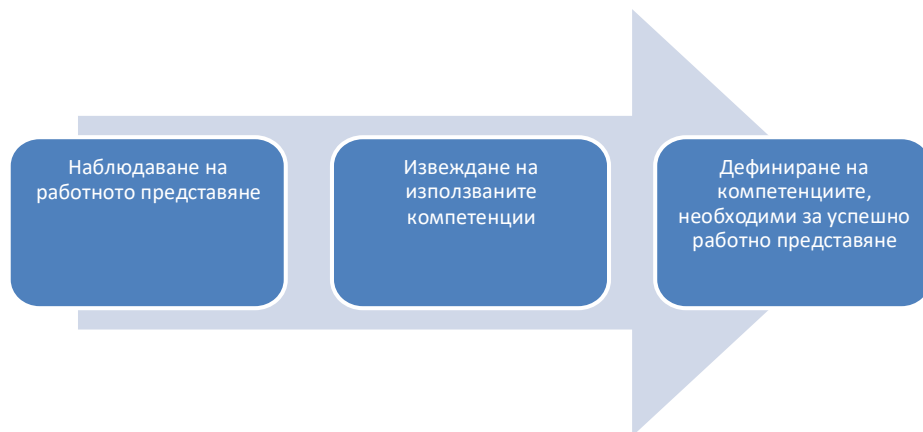 Наблюдаване на
работното представяне
Извеждане на
използваните
компетенции
Дефиниране на
компетенциите,
необходими за успешно
работно представяне